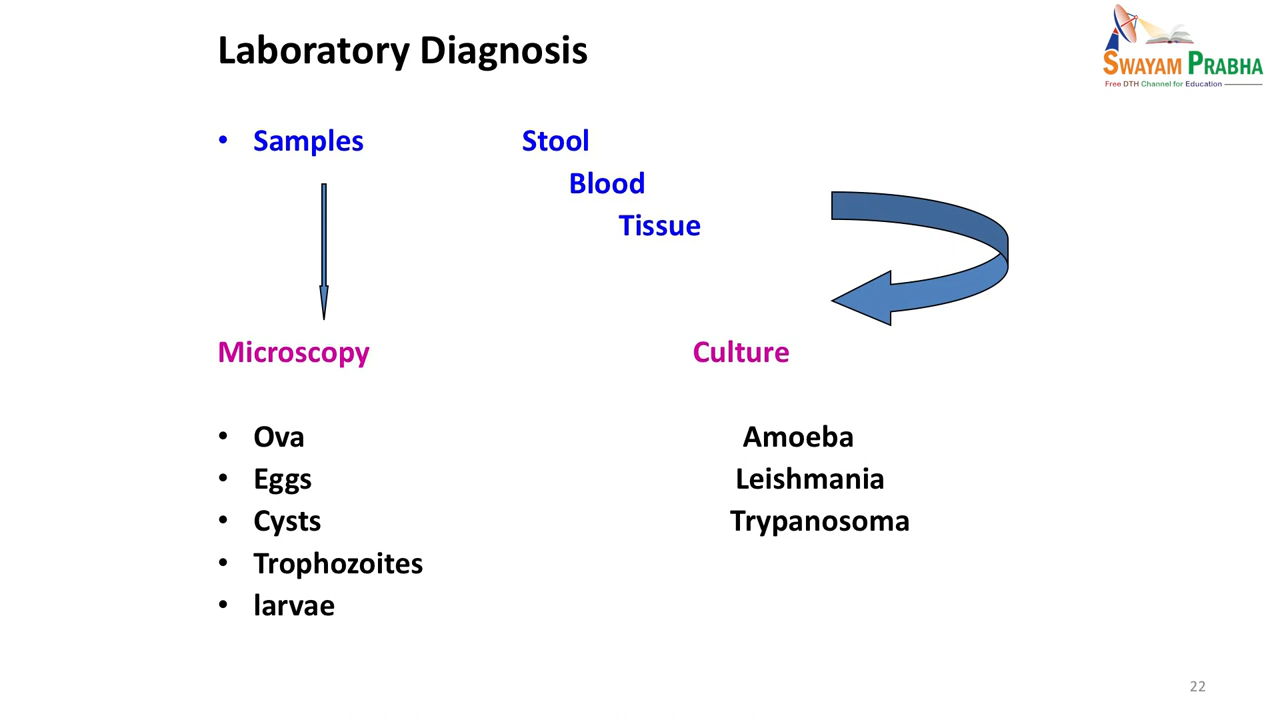 Laboratory Diagnosis
SWAYAM PRABHA
Free DTH Channel for Education
• Samples Stool
Blood
Tissue
Microscopy Culture
• Ova Amoeba
• Eggs Leishmania
• Cysts Trypanosoma
• Trophozoites
• larvae
22